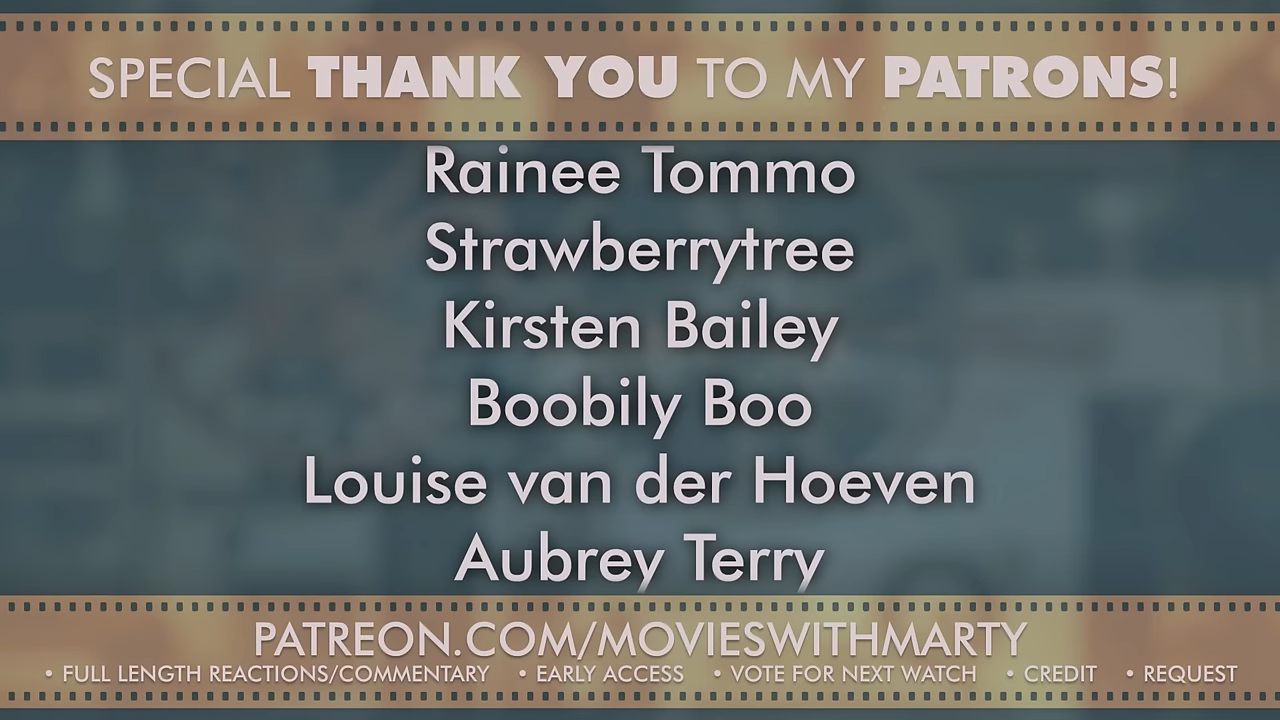 SPECIAL THANK YOU TO MY PATRONS!
Rainee Tommo
Strawberrytree
Kirsten Bailey
Boobily Boo
Louise van der Hoeven
Aubrey Terry
PATREON.COM/MOVIESWITHMARTY
• FULL LENGTH REACTIONS/COMMENTARY • EARLY ACCESS • VOTE FOR NEXT WATCH • CREDIT • REQUEST